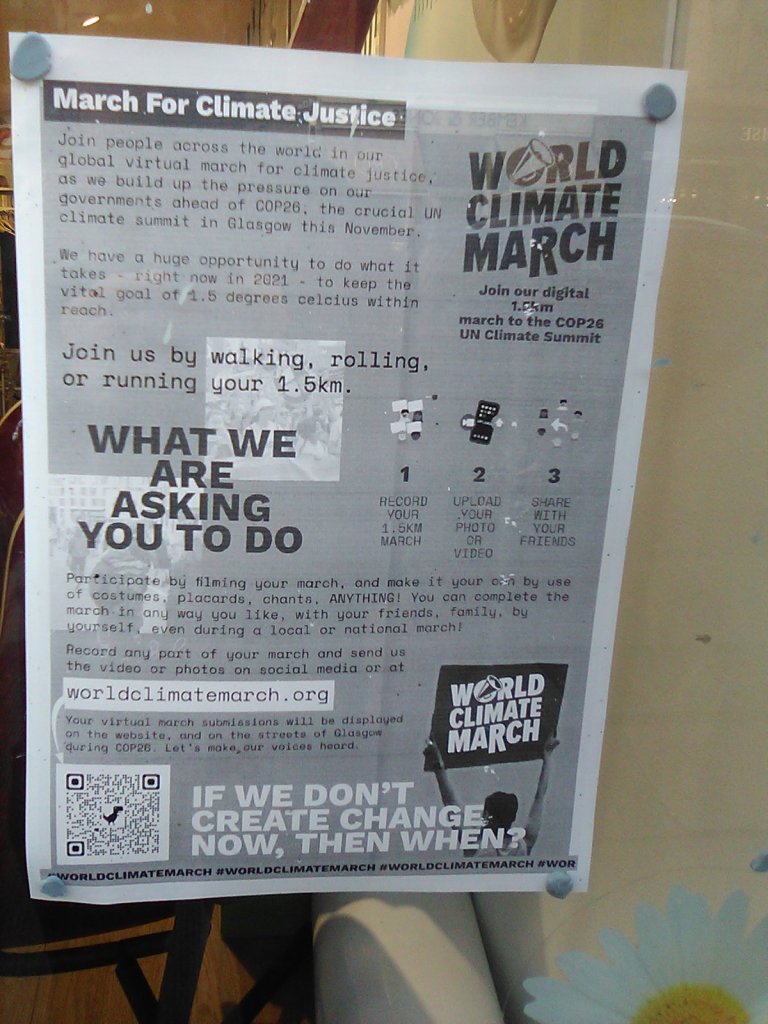 March For Climate Justice
Join people across the world in our
global virtual march for climate justice,
as we build up the pressure on our
governments ahead of COP26, the crucial UN
climate summit in Glasgow this November.
We have a huge opportunity to do what it
takes - right now in 2021 - to keep the
vital goal of 1.5 degrees celcius within
reach.
WORLD
CLIMATE
MARCH
Join our digital
1.5km
march to the COP26
UN Climate Summit
Join us by walking, rolling,
or running your 1.5km.
WHAT WE
ARE
ASKING
YOU TO DO
1
RECORD
YOUR
1.5KM
MARCH
2
UPLOAD
YOUR
PHOTO
OR
VIDEO
3
SHARE
WITH
YOUR
FRIENDS
Participate by filming your march, and make it your own by use
of costumes, placards, chants, ANYTHING! You can complete the
march in any way you like, with your friends, family, by
yourself, even during a local or national march!
Record any part of your march and send us
the video or photos on social media or at
worldclimatemarch.org
Your virtual march submissions will be displayed
on the website, and on the streets of Glasgow
during COP26. Let's make our voices heard.
WORLD
CLIMATE
MARCH
IF WE DON'T
CREATE CHANGE
NOW, THEN WHEN?
#WORLDCLIMATEMARCH #WORLDCLIMATEMARCH #WORLDCLIMATEMARCH #WOR